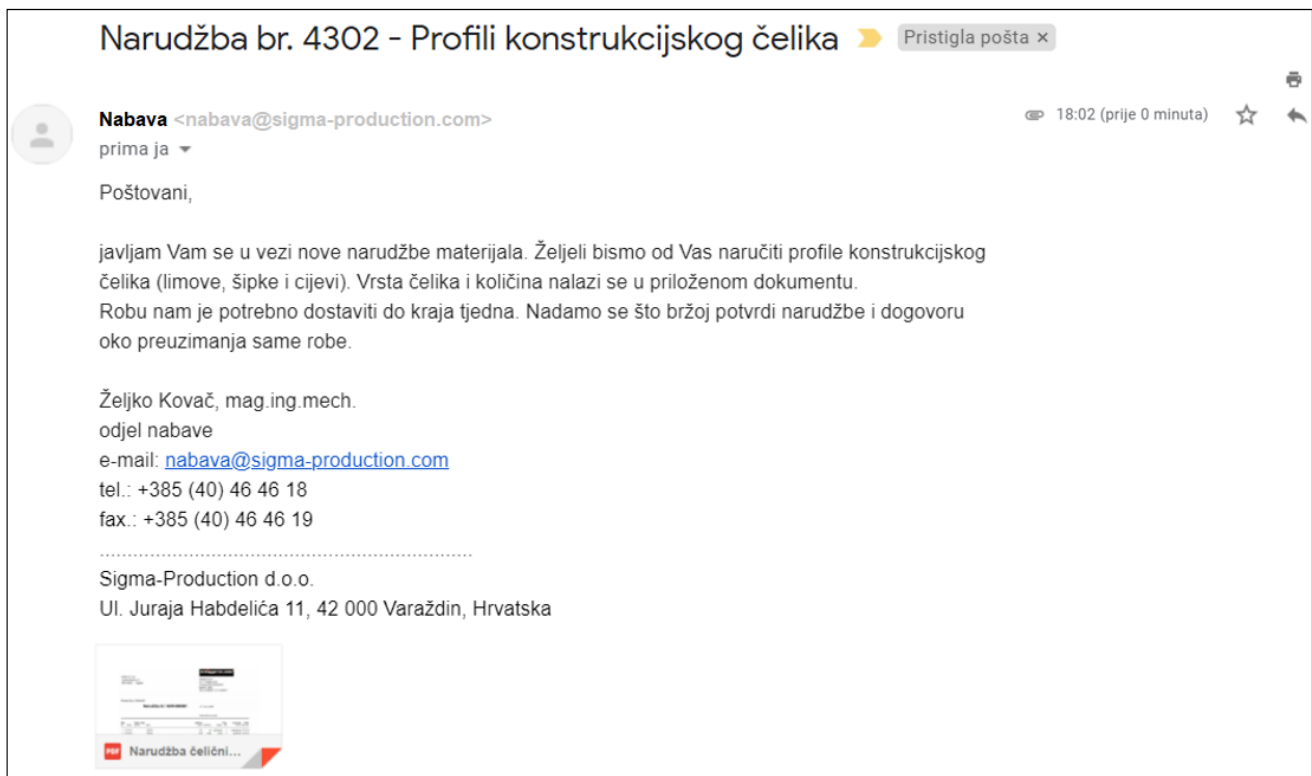 Narudžba br. 4302 - Profili konstrukcijskog čelika Pristigla pošta ×
Nabava <nabava@sigma-production.com> 18:02 (prije 0 minuta)
prima ja
Poštovani,
javljam Vam se u vezi nove narudžbe materijala. Željeli bismo od Vas naručiti profile konstrukcijskog
čelika (limove, šipke i cijevi). Vrsta čelika i količina nalazi se u priloženom dokumentu.
Robu nam je potrebno dostaviti do kraja tjedna. Nadamo se što bržoj potvrdi narudžbe i dogovoru
oko preuzimanja same robe.
Željko Kovač, mag.ing.mech.
odjel nabave
e-mail: nabava@sigma-production.com
tel.: +385 (40) 46 46 18
fax.: +385 (40) 46 46 19
Sigma-Production d.o.o.
Ul. Juraja Habdelića 11, 42 000 Varaždin, Hrvatska
PDF Narudžba čelični...